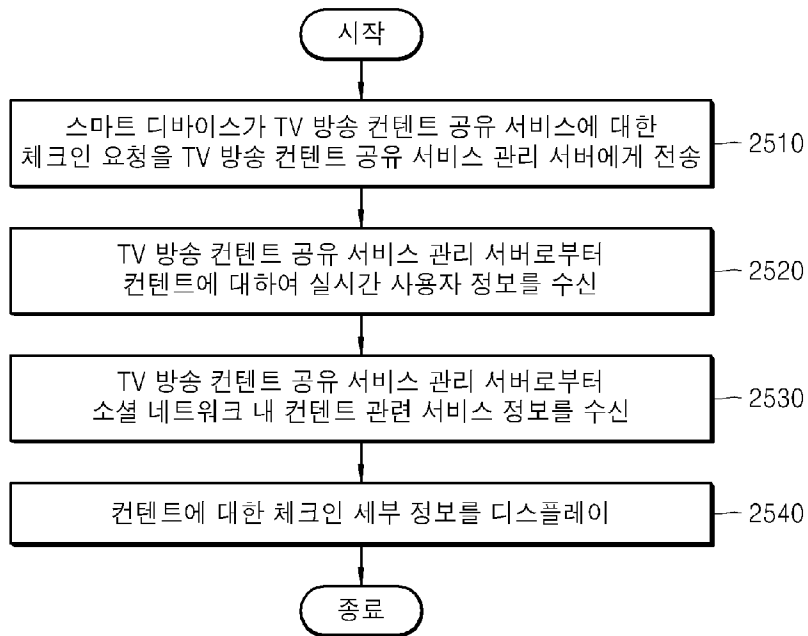 시작
스마트 디바이스가 TV 방송 컨텐트 공유 서비스에 대한
체크인 요청을 TV 방송 컨텐트 공유 서비스 관리 서버에게 전송
2510
TV 방송 컨텐트 공유 서비스 관리 서버로부터
컨텐트에 대하여 실시간 사용자 정보를 수신
2520
TV 방송 컨텐트 공유 서비스 관리 서버로부터
소셜 네트워크 내 컨텐트 관련 서비스 정보를 수신
2530
컨텐트에 대한 체크인 세부 정보를 디스플레이
2540
종료